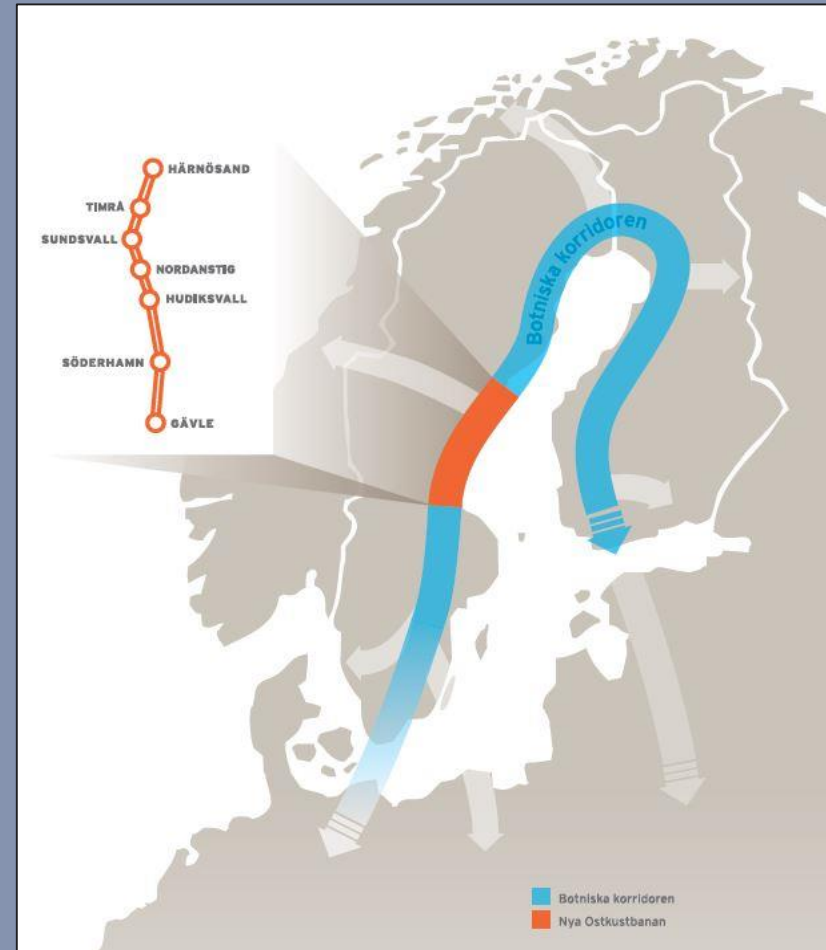 HÄRNÖSAND
TIMRÅ
SUNDSVALL
NORDANSTIG
HUDIKSVALL
SÖDERHAMN
GÄVLE
Botniska korridoren
Botniska korridoren
Nya Ostkustbanan